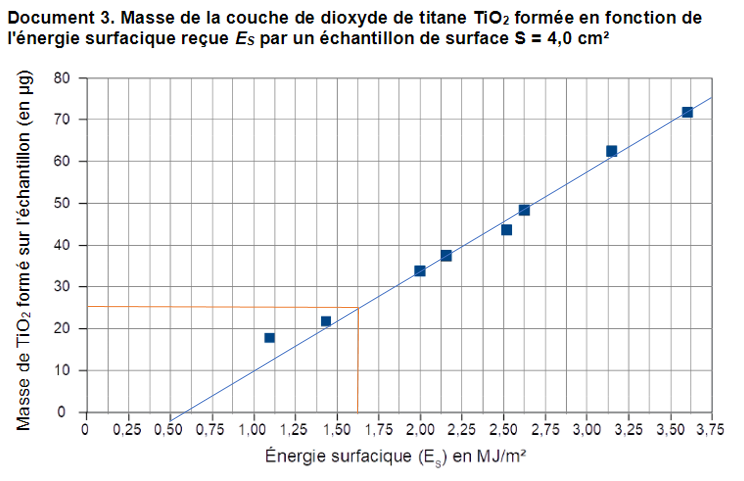 Document 3. Masse de la couche de dioxyde de titane TiO₂ formée en fonction de
l'énergie surfacique reçue Eₛ par un échantillon de surface S = 4,0 cm²
Masse de TiO₂ formé sur l'échantillon (en µg)
80
70
60
50
40
30
20
10
0
0 0,25 0,50 0,75 1,00 1,25 1,50 1,75 2,00 2,25 2,50 2,75 3,00 3,25 3,50 3,75
Énergie surfacique (Eₛ) en MJ/m²